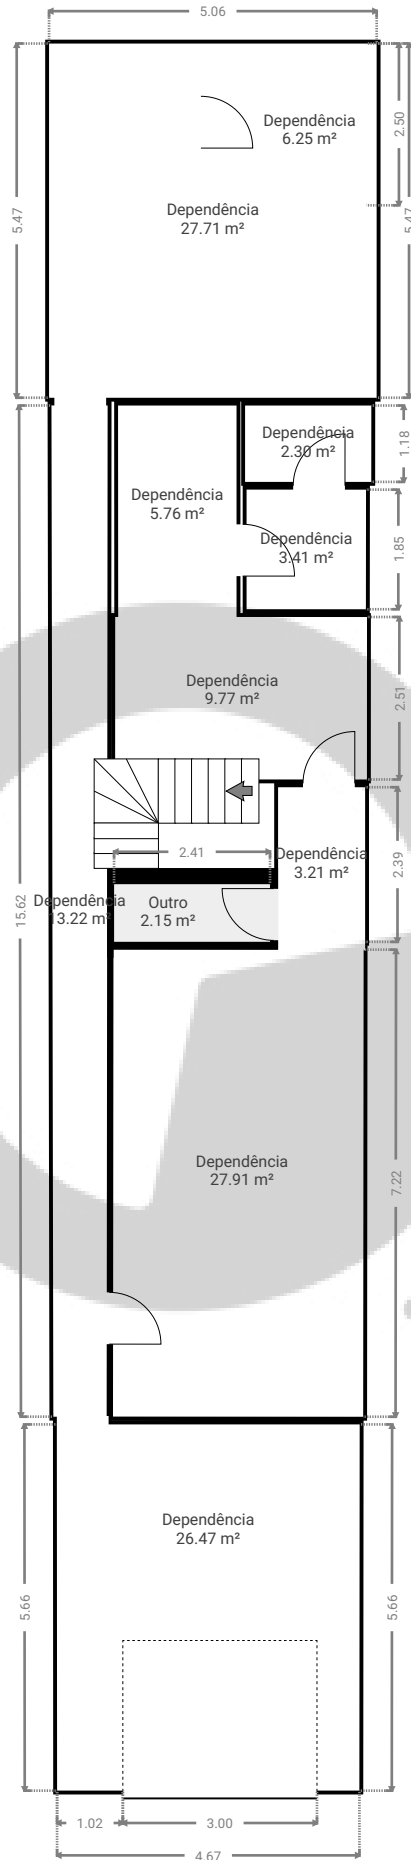 5.06
Dependência
6.25 m²
2.50
Dependência
27.71 m²
5.47
5.47
Dependência
2.30 m²
1.18
Dependência
5.76 m²
Dependência
3.41 m²
1.85
Dependência
9.77 m²
2.51
2.41
Dependência
3.21 m²
2.39
Dependência
13.22 m²
Outro
2.15 m²
15.62
Dependência
27.91 m²
7.22
Dependência
26.47 m²
5.66
5.66
1.02
3.00
4.67